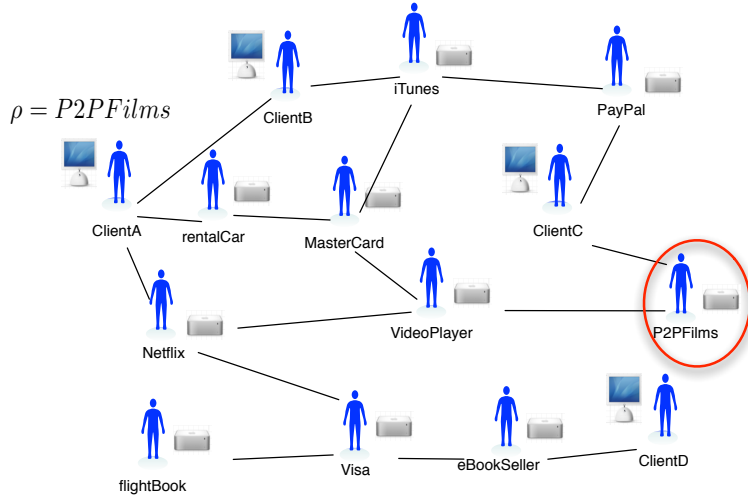 iTunes
PayPal
ClientB
ρ = P2PFilms
ClientA
rentalCar
MasterCard
ClientC
VideoPlayer
P2PFilms
Netflix
flightBook
Visa
eBookSeller
ClientD